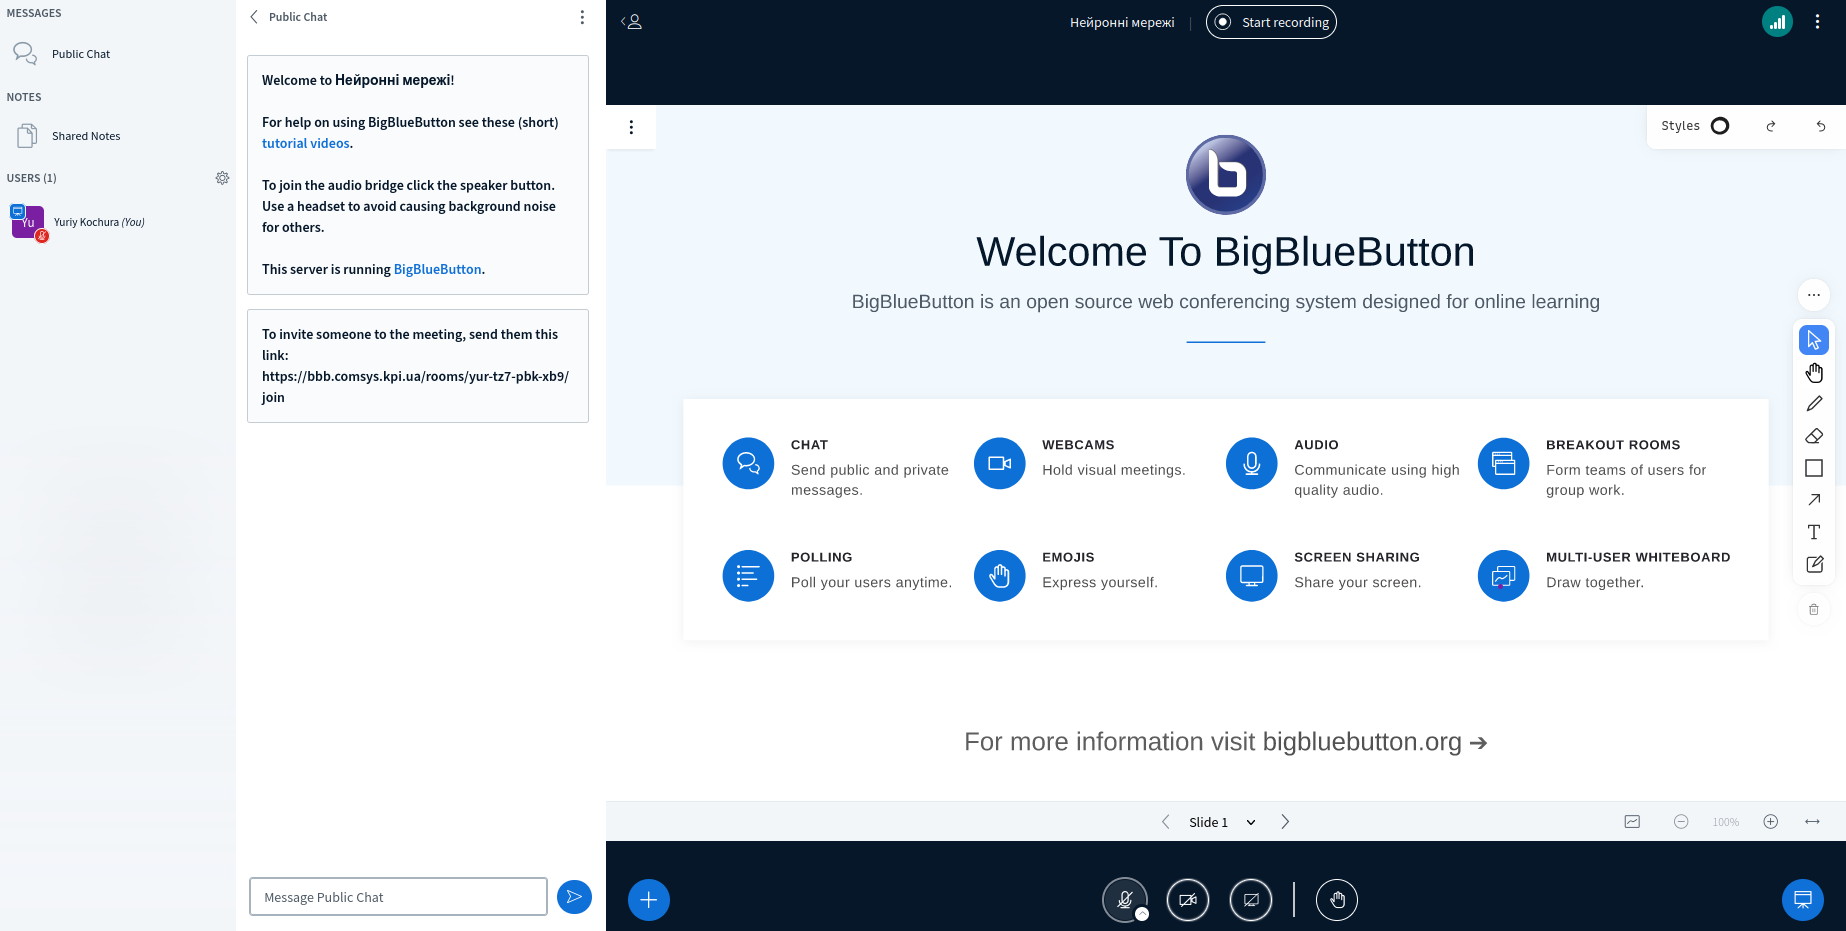 MESSAGES
Public Chat
NOTES
Shared Notes
USERS (1)
Yu
Yuriy Kochura (You)
Public Chat
Welcome to Нейронні мережі!
For help on using BigBlueButton see these (short)
tutorial videos.
To join the audio bridge click the speaker button.
Use a headset to avoid causing background noise
for others.
This server is running BigBlueButton.
To invite someone to the meeting, send them this
link:
https://bbb.comsys.kpi.ua/rooms/yur-tz7-pbk-xb9/
join
Message Public Chat
Нейронні мережі
Start recording
Styles
Welcome To BigBlueButton
BigBlueButton is an open source web conferencing system designed for online learning
CHAT
Send public and private
messages.
WEBCAMS
Hold visual meetings.
AUDIO
Communicate using high
quality audio.
BREAKOUT ROOMS
Form teams of users for
group work.
POLLING
Poll your users anytime.
EMOJIS
Express yourself.
SCREEN SHARING
Share your screen.
MULTI-USER WHITEBOARD
Draw together.
For more information visit bigbluebutton.org ➔
Slide 1
100%